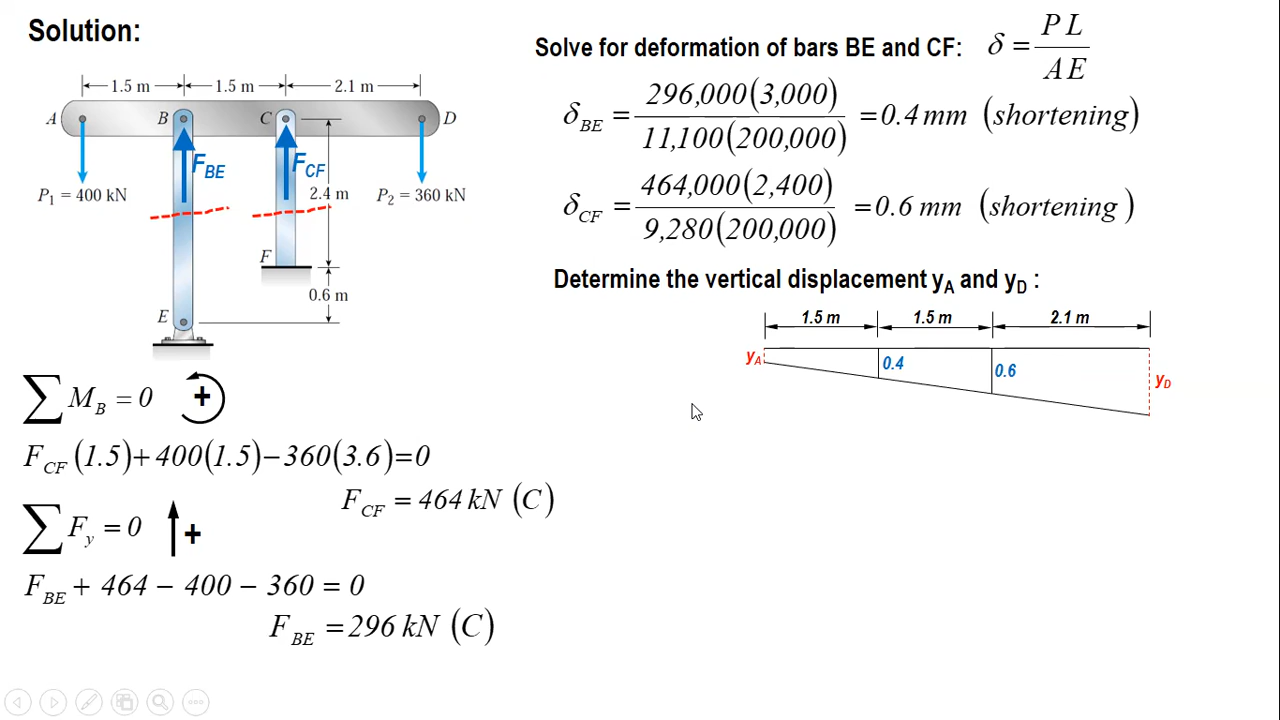 Solution:
1.5 m 1.5 m 2.1 m
A B C D
F_BE F_CF
P₁ = 400 kN 2.4 m P₂ = 360 kN
F
0.6 m
E
∑ M_B = 0 +
F_CF (1.5) + 400(1.5) − 360(3.6) = 0
F_CF = 464 kN (C)
∑ F_y = 0 +
F_BE + 464 − 400 − 360 = 0
F_BE = 296 kN (C)
Solve for deformation of bars BE and CF: δ = PL / AE
δ_BE = 296,000(3,000) / 11,100(200,000) = 0.4 mm (shortening)
δ_CF = 464,000(2,400) / 9,280(200,000) = 0.6 mm (shortening)
Determine the vertical displacement y_A and y_D :
1.5 m 1.5 m 2.1 m
y_A 0.4 0.6 y_D